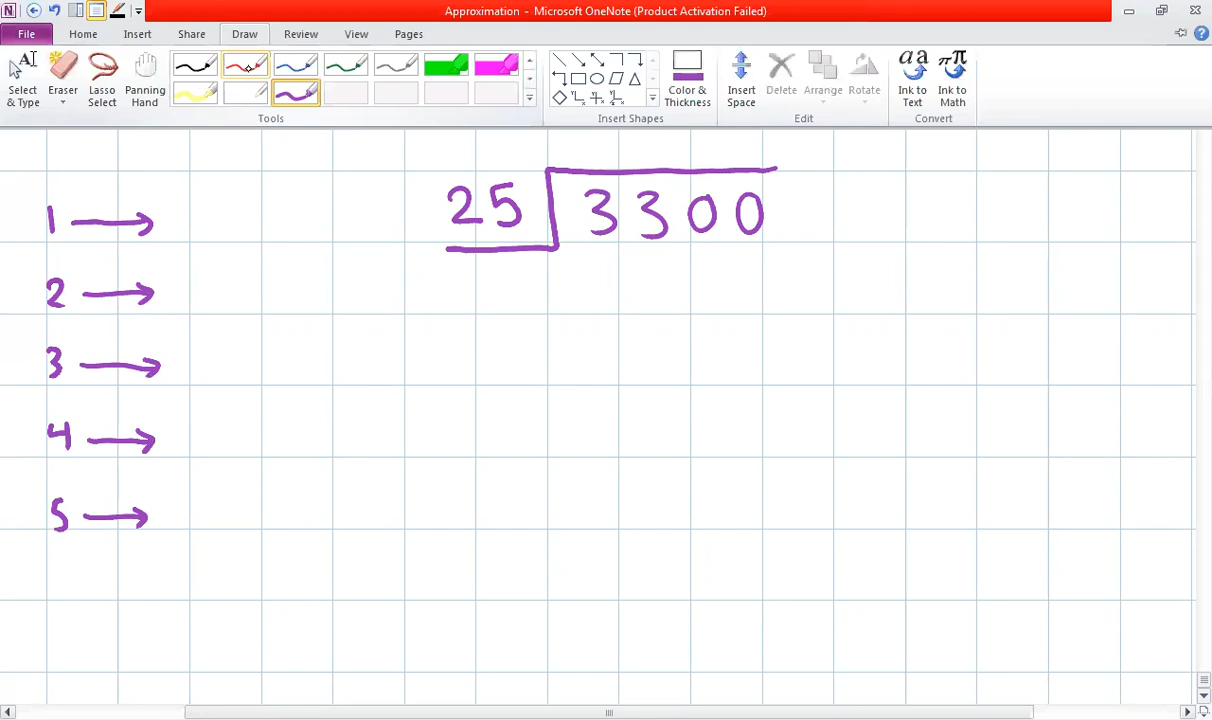 Approximation - Microsoft OneNote (Product Activation Failed)
File Home Insert Share Draw Review View Pages
Select & Type Eraser Lasso Select Panning Hand Color & Thickness Insert Space Delete Arrange Rotate Ink to Text Ink to Math
Tools Insert Shapes Edit Convert
25 3300
1 →
2 →
3 →
4 →
5 →